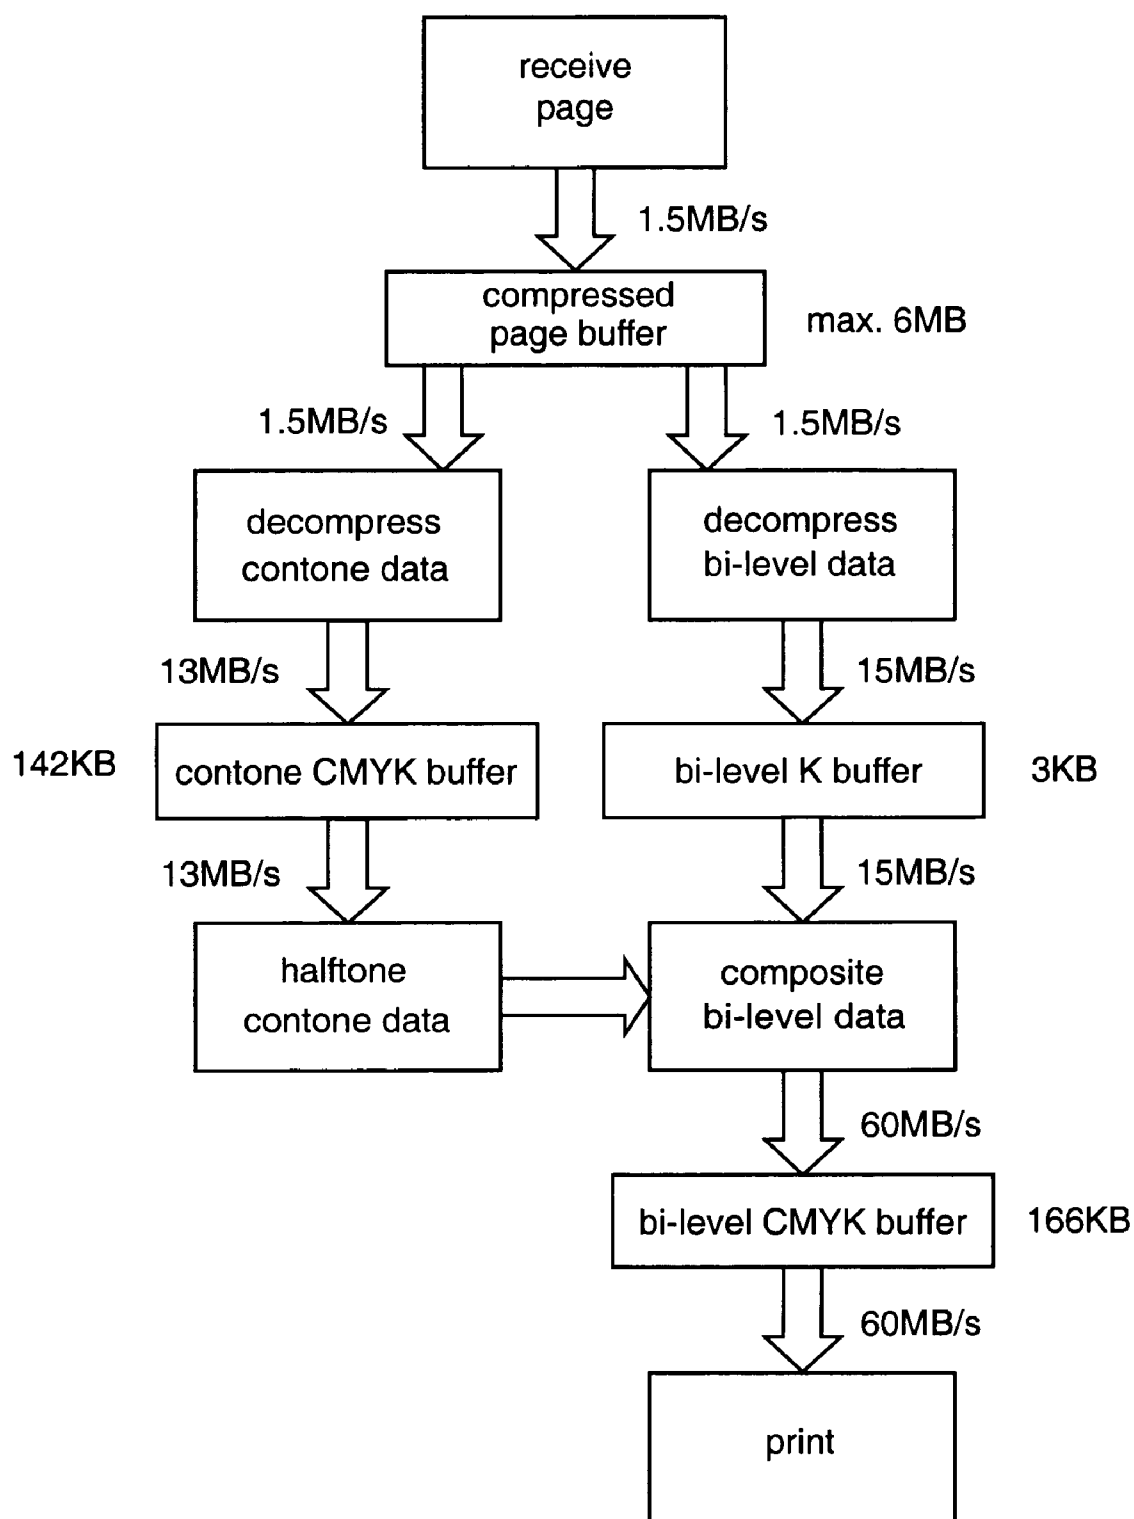 receive
page
1.5MB/s
compressed
page buffer
max. 6MB
1.5MB/s
1.5MB/s
decompress
contone data
decompress
bi-level data
13MB/s
15MB/s
142KB
contone CMYK buffer
bi-level K buffer
3KB
13MB/s
15MB/s
halftone
contone data
composite
bi-level data
60MB/s
bi-level CMYK buffer
166KB
60MB/s
print